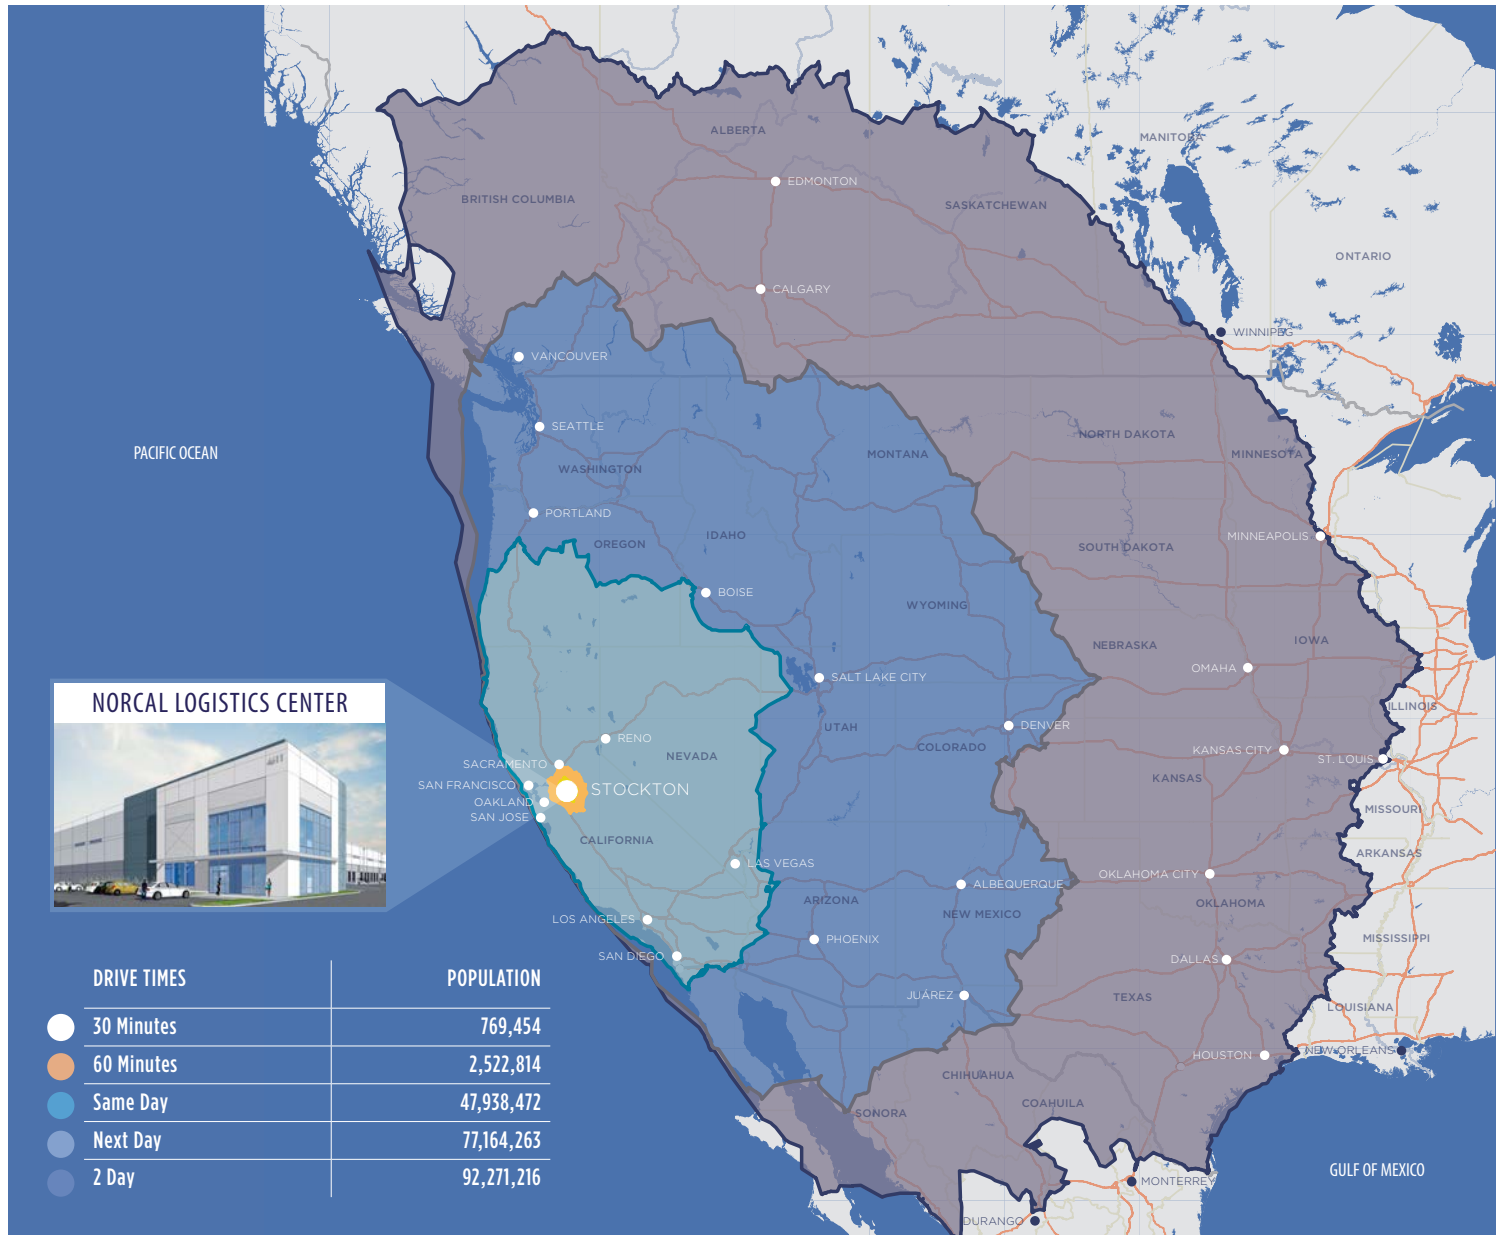 ALBERTA
MANITOBA
EDMONTON
BRITISH COLUMBIA
SASKATCHEWAN
ONTARIO
CALGARY
WINNIPEG
VANCOUVER
SEATTLE
NORTH DAKOTA
PACIFIC OCEAN
MONTANA
MINNESOTA
WASHINGTON
PORTLAND
IDAHO
MINNEAPOLIS
OREGON
SOUTH DAKOTA
BOISE
WYOMING
NEBRASKA
IOWA
OMAHA
SALT LAKE CITY
NORCAL LOGISTICS CENTER
ILLINOIS
UTAH
DENVER
RENO
COLORADO
KANSAS CITY
NEVADA
ST. LOUIS
SACRAMENTO
KANSAS
SAN FRANCISCO
STOCKTON
OAKLAND
MISSOURI
SAN JOSE
CALIFORNIA
ARKANSAS
LAS VEGAS
OKLAHOMA CITY
ALBEQUERQUE
ARIZONA
OKLAHOMA
NEW MEXICO
LOS ANGELES
PHOENIX
MISSISSIPPI
SAN DIEGO
DALLAS
JUÁREZ
TEXAS
LOUISIANA
NEW ORLEANS
HOUSTON
CHIHUAHUA
COAHUILA
SONORA
GULF OF MEXICO
MONTERREY
DURANGO
DRIVE TIMES POPULATION
30 Minutes 769,454
60 Minutes 2,522,814
Same Day 47,938,472
Next Day 77,164,263
2 Day 92,271,216